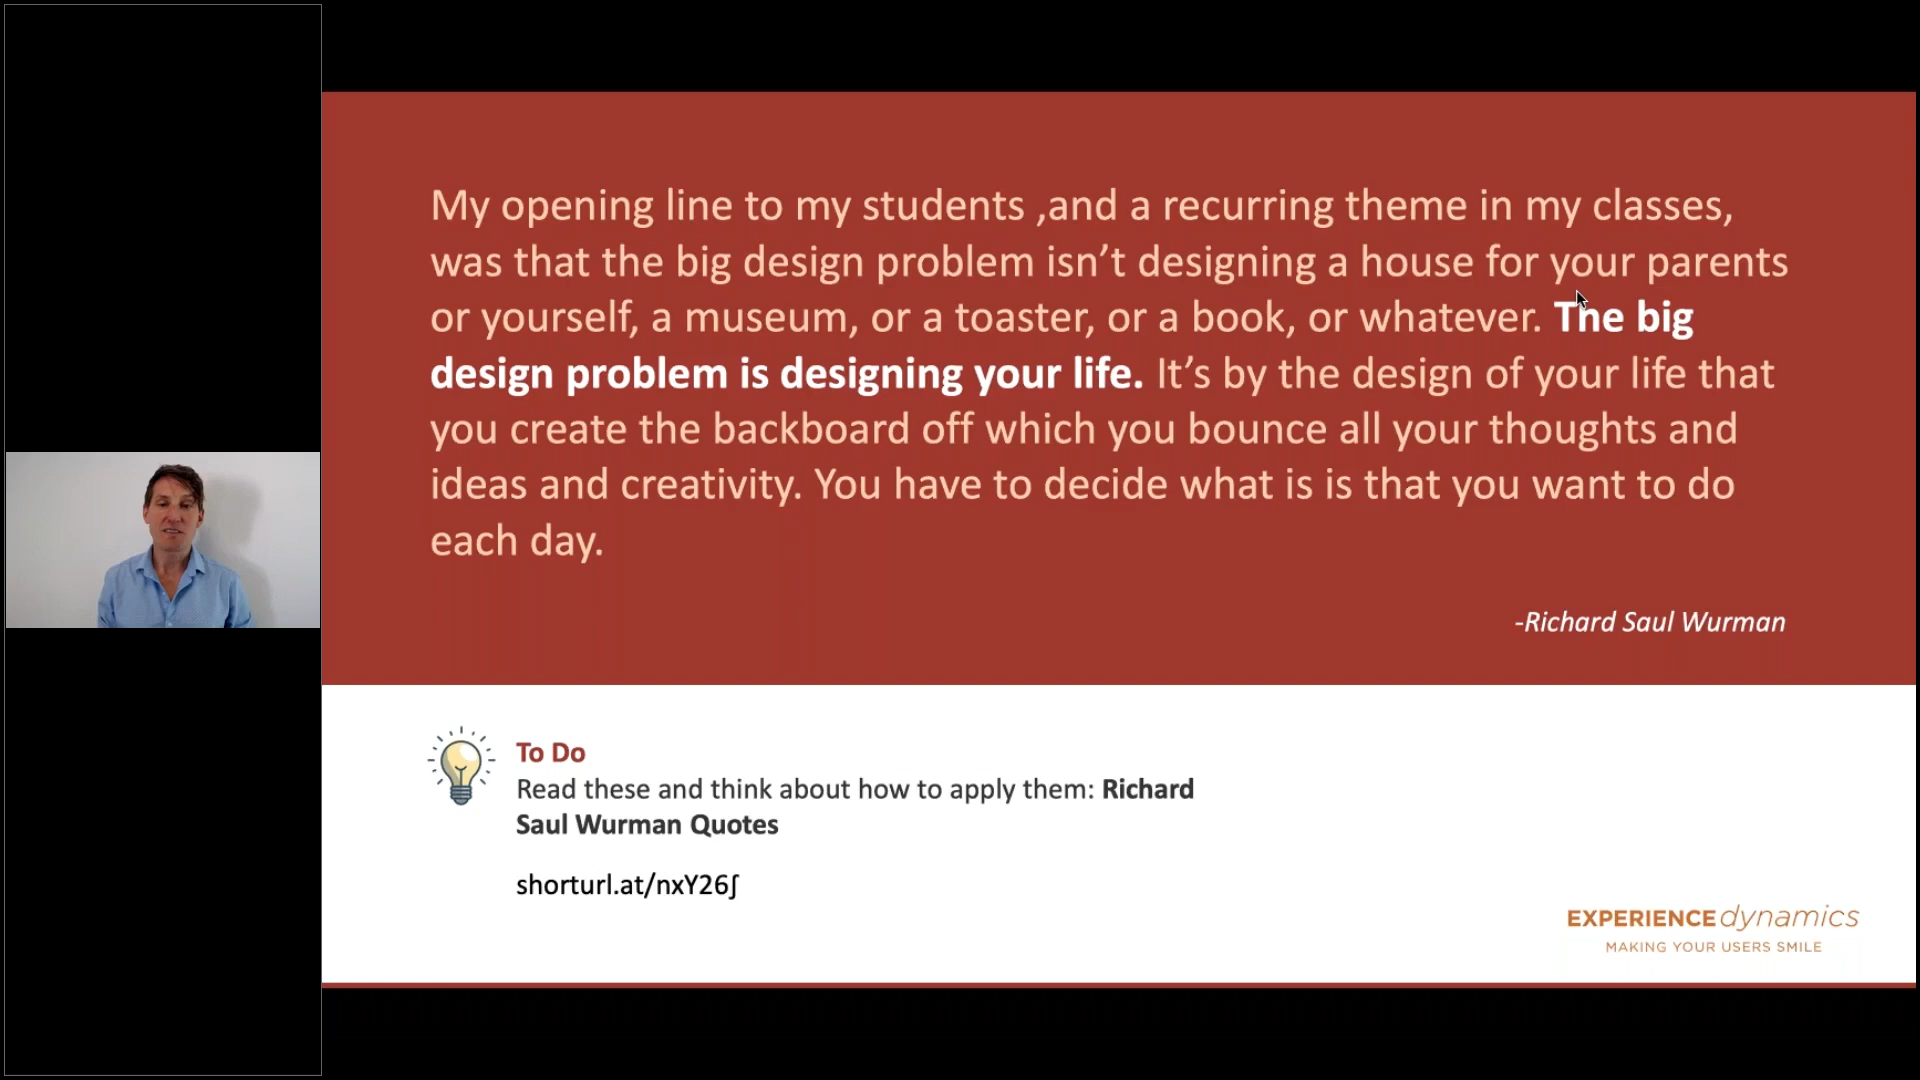 My opening line to my students ,and a recurring theme in my classes,
was that the big design problem isn’t designing a house for your parents
or yourself, a museum, or a toaster, or a book, or whatever. The big
design problem is designing your life. It’s by the design of your life that
you create the backboard off which you bounce all your thoughts and
ideas and creativity. You have to decide what is is that you want to do
each day.
-Richard Saul Wurman
To Do
Read these and think about how to apply them: Richard
Saul Wurman Quotes
shorturl.at/nxY26ʃ
EXPERIENCE dynamics
MAKING YOUR USERS SMILE